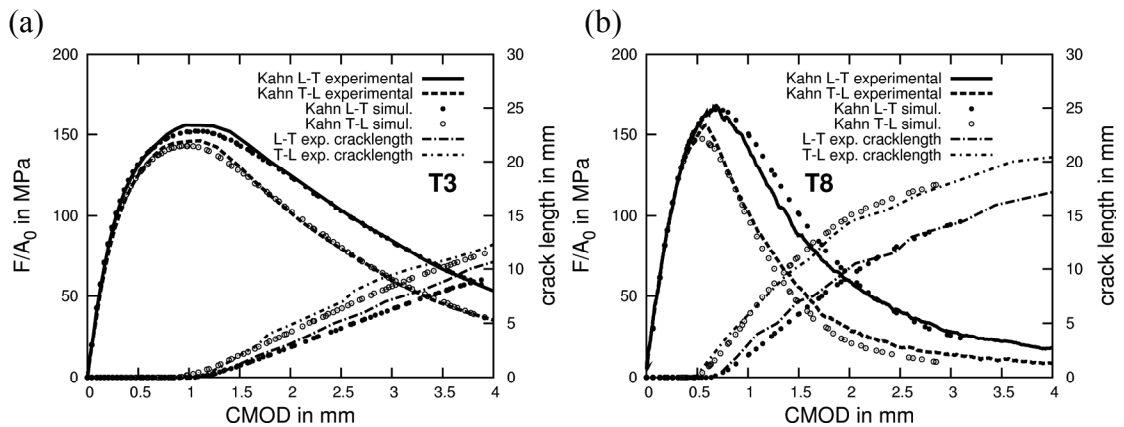 (a)
200
150
100
50
0
F/A0 in MPa
Kahn L-T experimental
Kahn T-L experimental
Kahn L-T simul.
Kahn T-L simul.
L-T exp. cracklength
T-L exp. cracklength
T3
30
25
20
15
10
5
0
crack length in mm
0 0.5 1 1.5 2 2.5 3 3.5 4
CMOD in mm
(b)
200
150
100
50
0
F/A0 in MPa
Kahn L-T experimental
Kahn T-L experimental
Kahn L-T simul.
Kahn T-L simul.
L-T exp. cracklength
T-L exp. cracklength
T8
30
25
20
15
10
5
0
crack length in mm
0 0.5 1 1.5 2 2.5 3 3.5 4
CMOD in mm